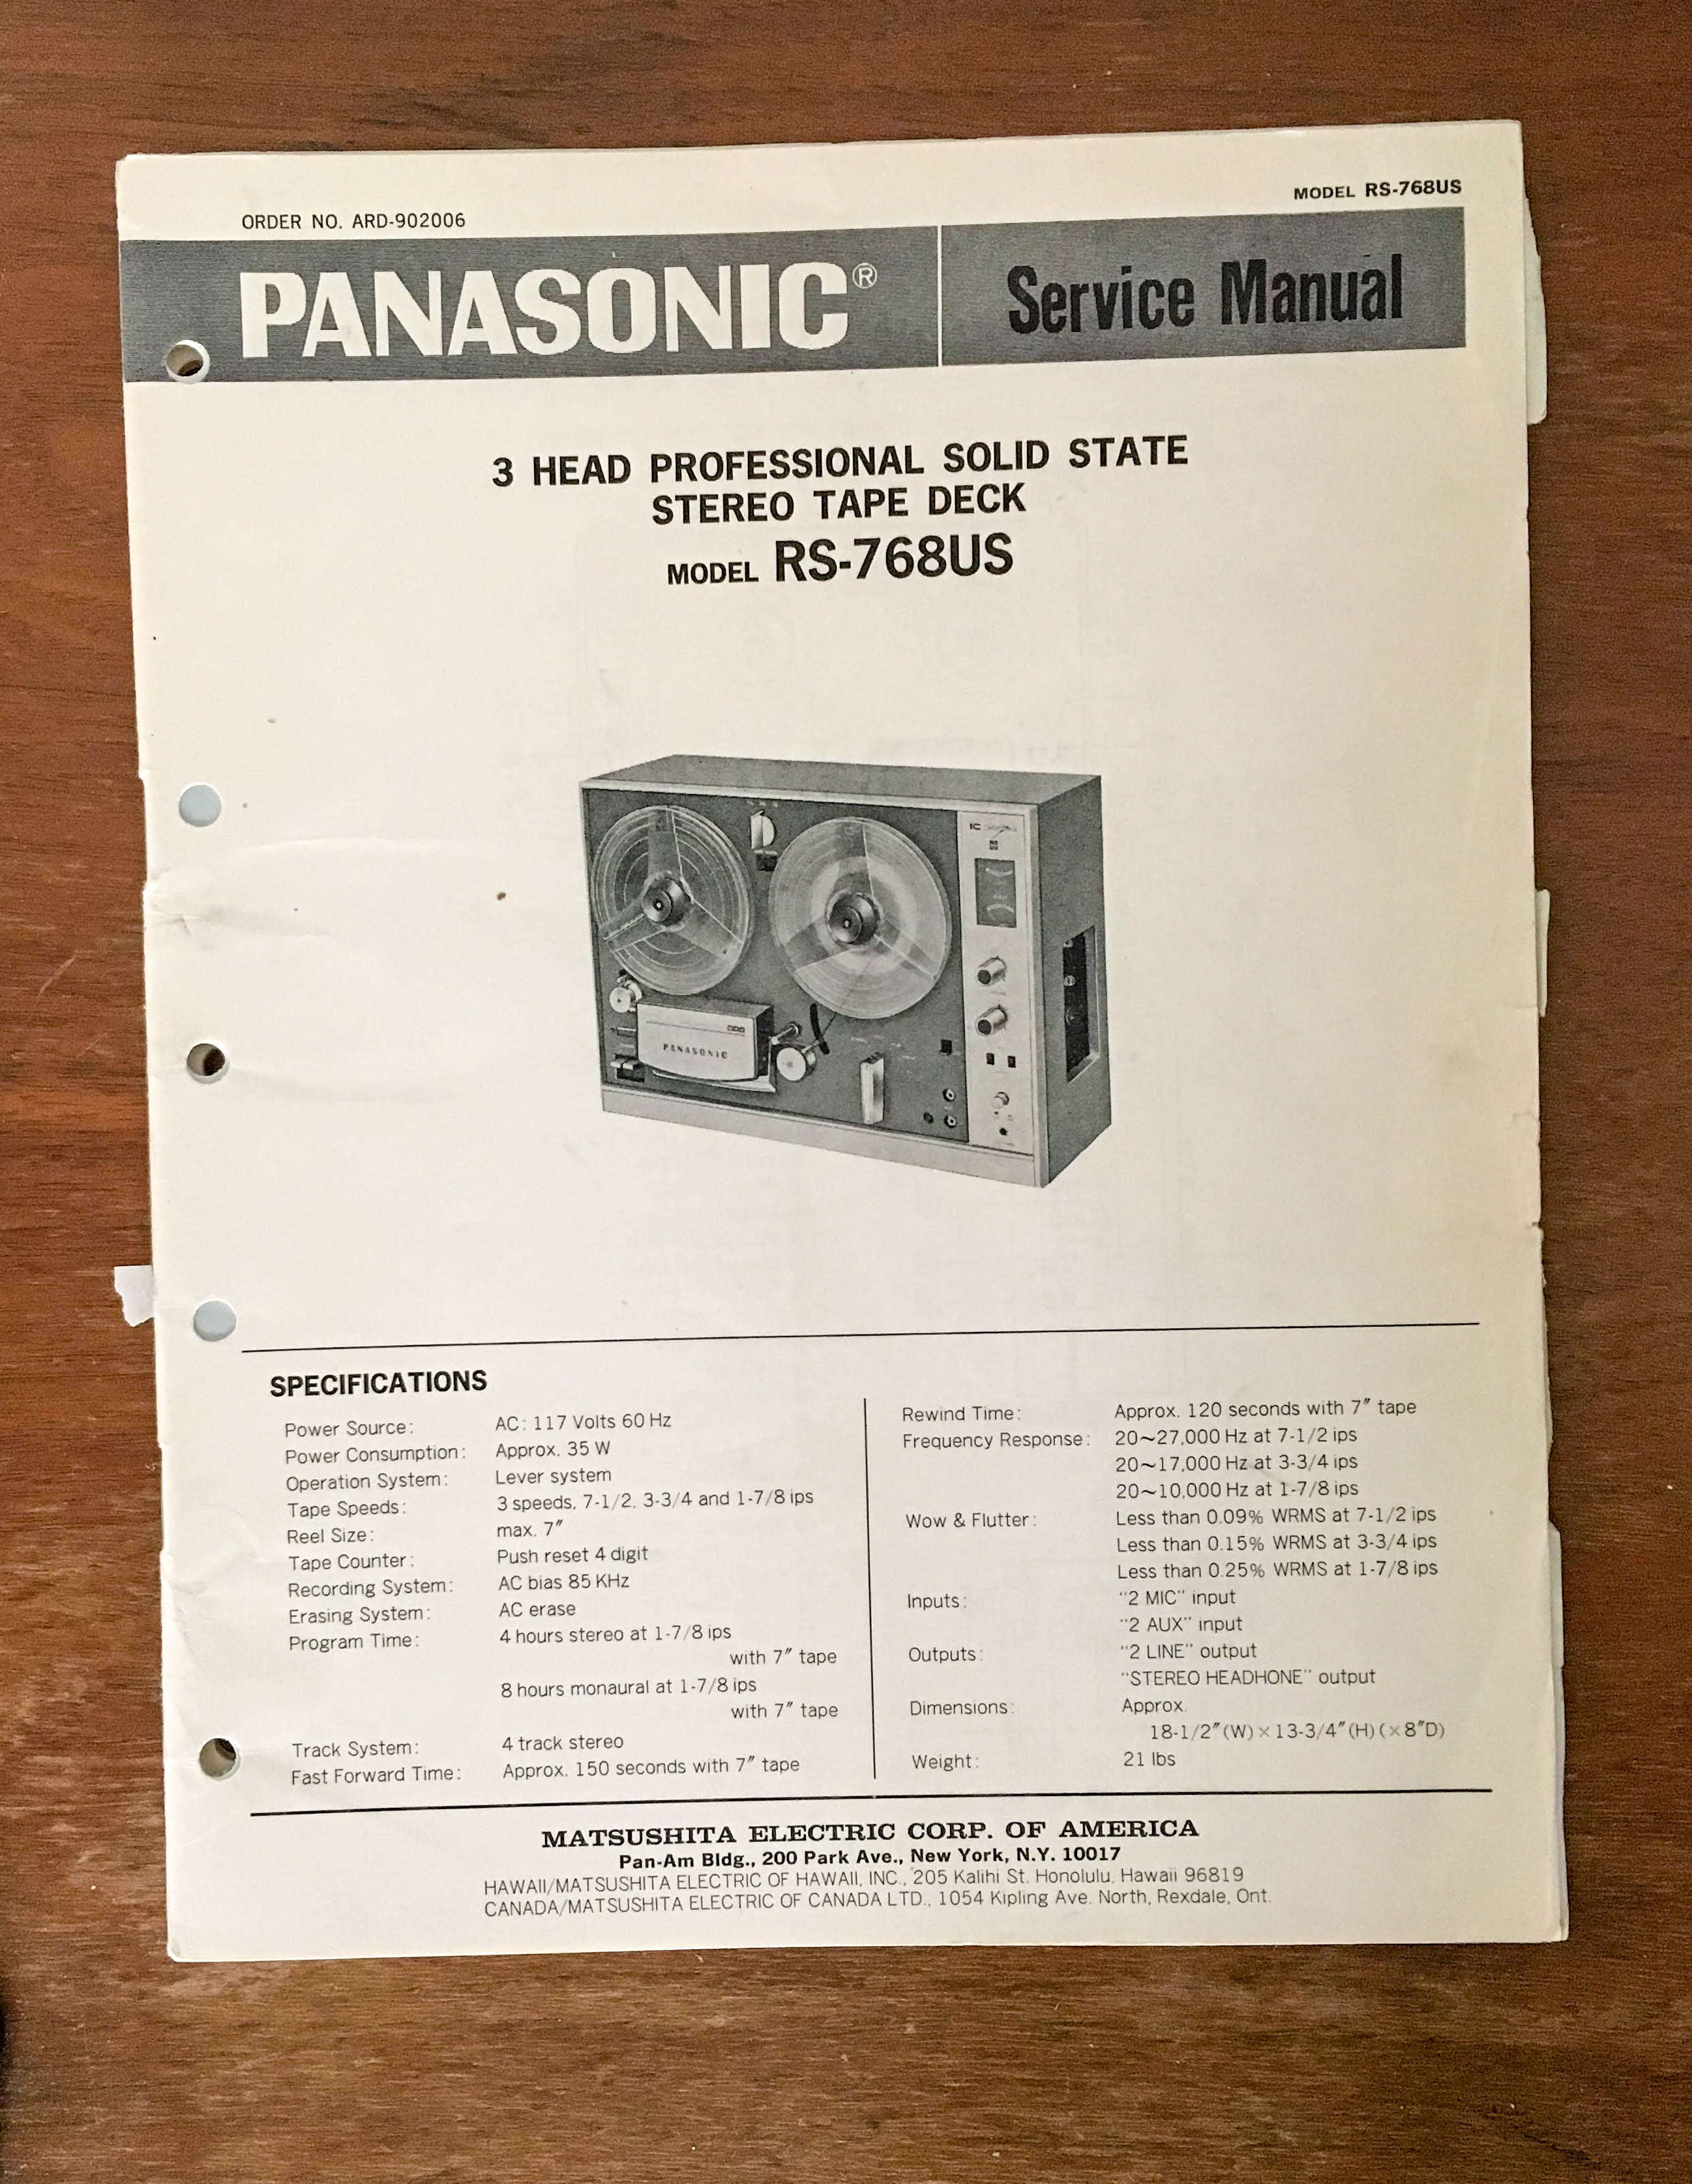 MODEL RS-768US
ORDER NO. ARD-902006
PANASONIC®
Service Manual
3 HEAD PROFESSIONAL SOLID STATE
STEREO TAPE DECK
MODEL RS-768US
IC
PANASONIC
SPECIFICATIONS
Power Source: AC: 117 Volts 60 Hz
Power Consumption: Approx. 35 W
Operation System: Lever system
Tape Speeds: 3 speeds, 7-1/2, 3-3/4 and 1-7/8 ips
Reel Size: max. 7″
Tape Counter: Push reset 4 digit
Recording System: AC bias 85 KHz
Erasing System: AC erase
Program Time: 4 hours stereo at 1-7/8 ips
with 7″ tape
8 hours monaural at 1-7/8 ips
with 7″ tape
Track System: 4 track stereo
Fast Forward Time: Approx. 150 seconds with 7″ tape
Rewind Time: Approx. 120 seconds with 7″ tape
Frequency Response: 20~27,000 Hz at 7-1/2 ips
20~17,000 Hz at 3-3/4 ips
20~10,000 Hz at 1-7/8 ips
Wow & Flutter: Less than 0.09% WRMS at 7-1/2 ips
Less than 0.15% WRMS at 3-3/4 ips
Less than 0.25% WRMS at 1-7/8 ips
Inputs: "2 MIC" input
"2 AUX" input
Outputs: "2 LINE" output
"STEREO HEADHONE" output
Dimensions: Approx.
18-1/2″(W)×13-3/4″(H)(×8″D)
Weight: 21 lbs
MATSUSHITA ELECTRIC CORP. OF AMERICA
Pan-Am Bldg., 200 Park Ave., New York, N.Y. 10017
HAWAII/MATSUSHITA ELECTRIC OF HAWAII, INC., 205 Kalihi St. Honolulu, Hawaii 96819
CANADA/MATSUSHITA ELECTRIC OF CANADA LTD., 1054 Kipling Ave. North, Rexdale, Ont.